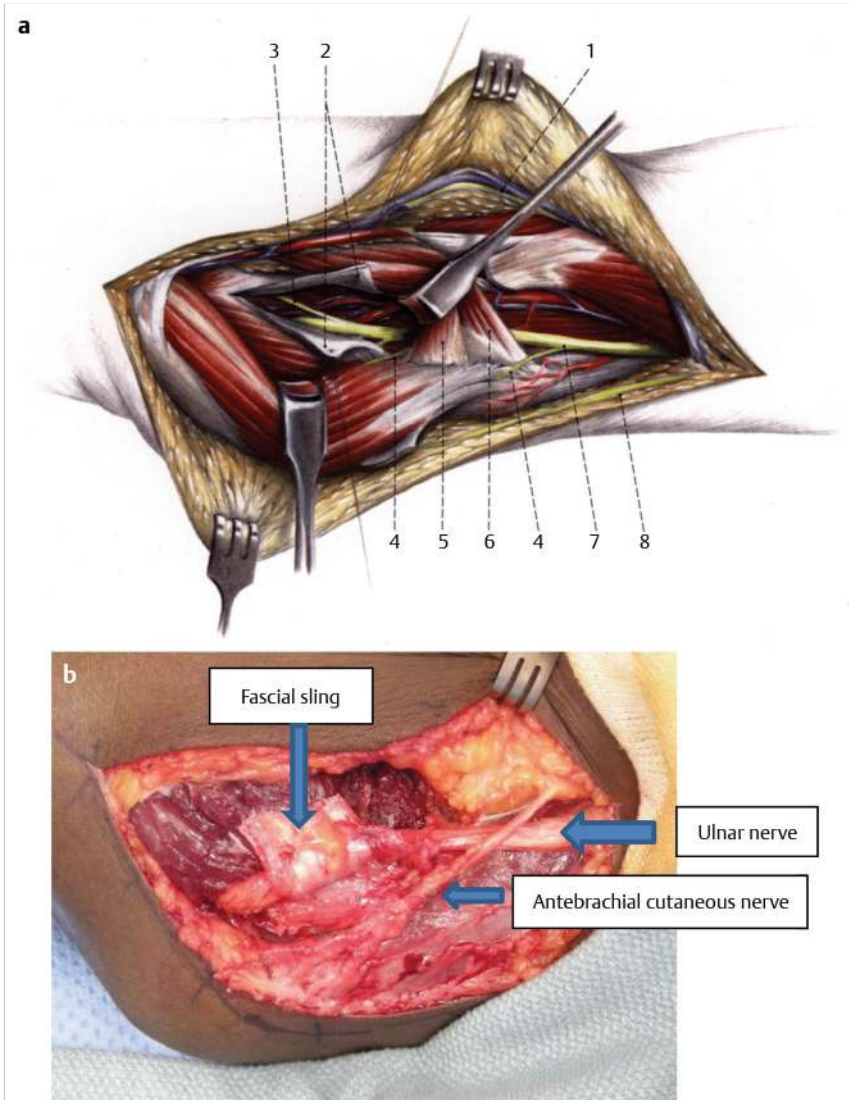 a
3 2 1
4 5 6 4 7 8
b
Fascial sling
Ulnar nerve
Antebrachial cutaneous nerve